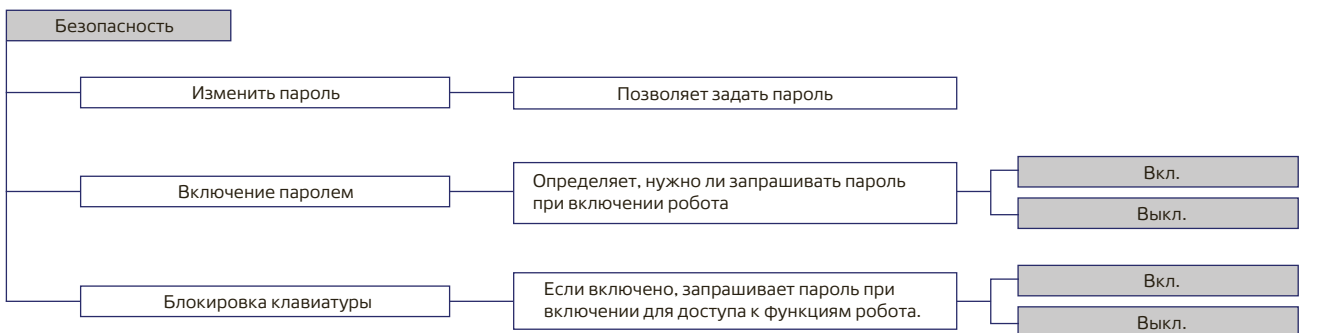 Безопасность
Изменить пароль
Позволяет задать пароль
Включение паролем
Определяет, нужно ли запрашивать пароль
при включении робота
Вкл.
Выкл.
Блокировка клавиатуры
Если включено, запрашивает пароль при
включении для доступа к функциям робота.
Вкл.
Выкл.